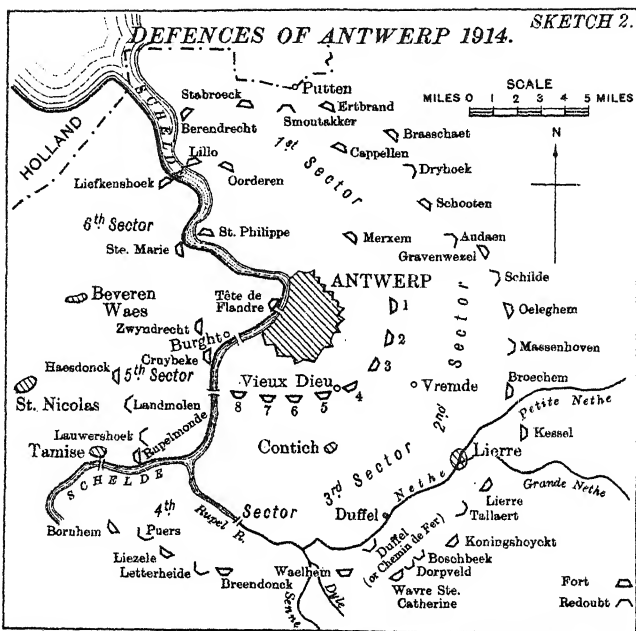 SKETCH 2.
DEFENCES OF ANTWERP 1914.
SCALE
MILES 0 1 2 3 4 5 MILES
N
HOLLAND
SCHELDT
Putten
Stabroeck
Ertbrand
Smoutakker
Berendrecht
Brasschaet
Cappellen
1st Sector
Lillo
Oorderen
Dryhoek
Liefkenshoek
Schooten
6th Sector
St. Philippe
Merxem
Audaen
Ste. Marie
Gravenwezel
ANTWERP
Schilde
Beveren
Waes
Tête de
Flandre
1
Oeleghem
Zwyndrecht
Burght
2
Massenhoven
Cruybeke
Haesdonck
5th Sector
3
2nd Sector
Vieux Dieu
4
Vremde
Broechem
St. Nicolas
Landmolen
8 7 6 5
Petite Nethe
Rupelmonde
Kessel
Lauwershoek
Contich
Tamise
Lierre
SCHELDE
3rd Sector
Grande Nethe
4th Sector
Rupel R.
Nethe
Lierre
Duffel
Tallaert
Bornhem
Puers
Duffel
(or Chemin de Fer)
Koningshoyckt
Liezele
Boschbeek
Letterheide
Breendonck
Waelhem
Dorpveld
Wavre Ste.
Catherine
Senne
Dyle
Fort
Redoubt